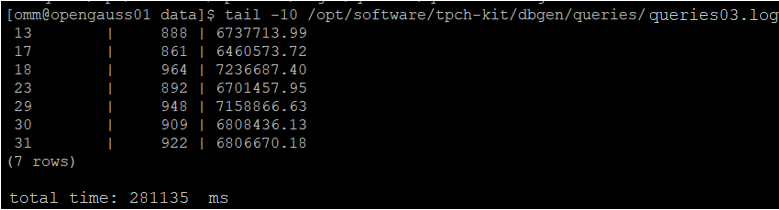 [omm@opengauss01 data]$ tail -10 /opt/software/tpch-kit/dbgen/queries/queries03.log
13 | 888 | 6737713.99
17 | 861 | 6460573.72
18 | 964 | 7236687.40
23 | 892 | 6701457.95
29 | 948 | 7158866.63
30 | 909 | 6808436.13
31 | 922 | 6806670.18
(7 rows)
total time: 281135 ms